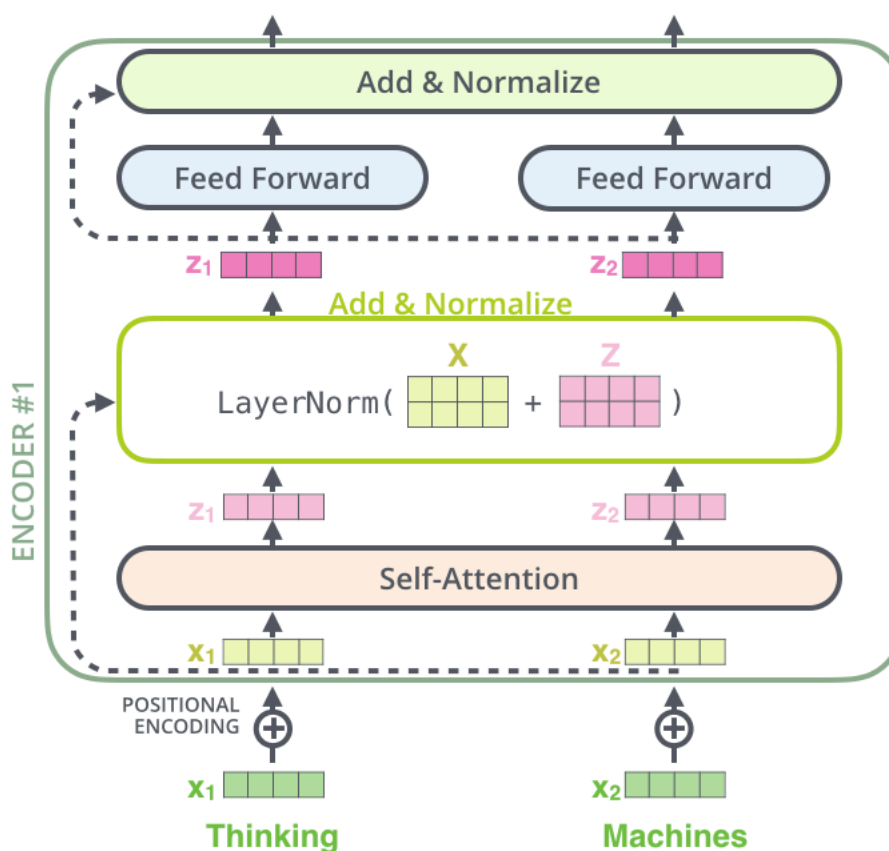 Add & Normalize
Feed Forward Feed Forward
z1 z2
Add & Normalize
X Z
LayerNorm( + )
ENCODER #1
z1 z2
Self-Attention
x1 x2
POSITIONAL
ENCODING
x1 x2
Thinking Machines